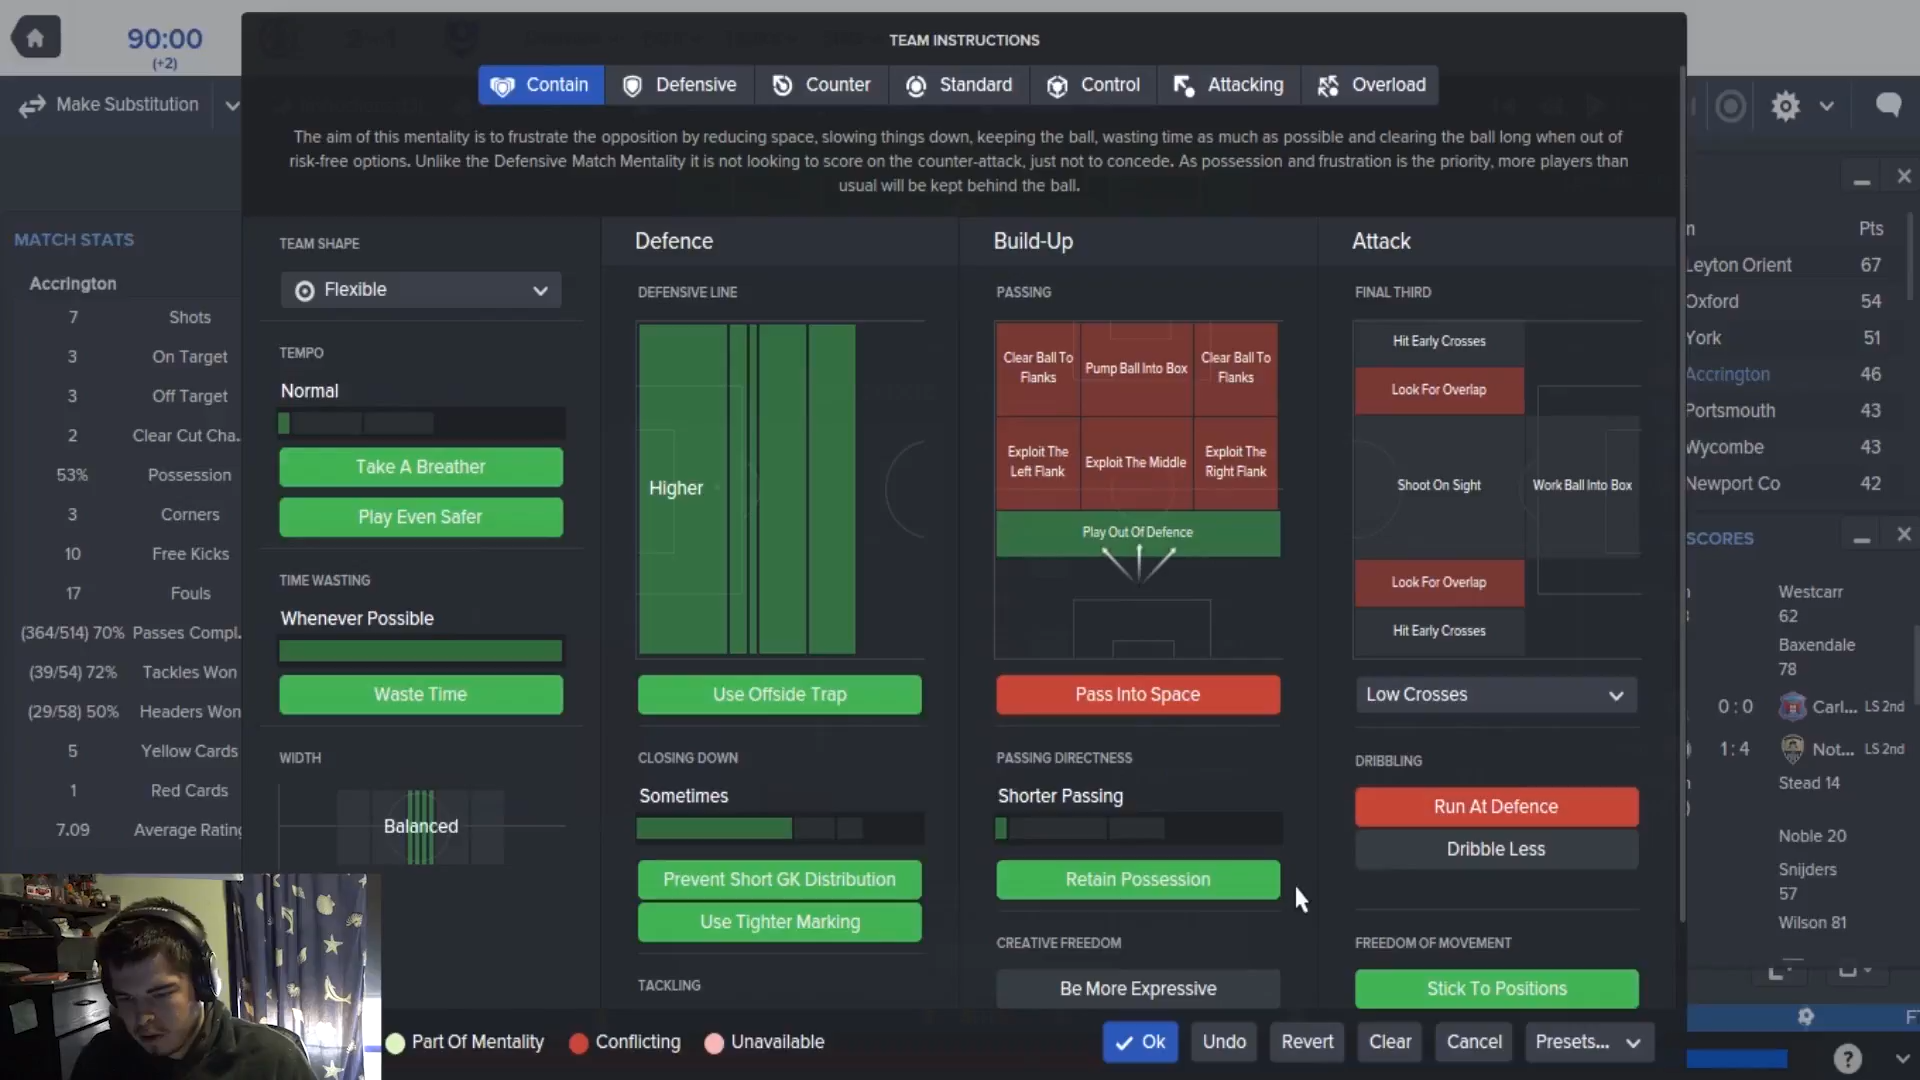 TEAM INSTRUCTIONS
90:00
(+2)
Contain
Defensive
Counter
Standard
Control
Attacking
Overload
Make Substitution
The aim of this mentality is to frustrate the opposition by reducing space, slowing things down, keeping the ball, wasting time as much as possible and clearing the ball long when out of
risk-free options. Unlike the Defensive Match Mentality it is not looking to score on the counter-attack, just not to concede. As possession and frustration is the priority, more players than
usual will be kept behind the ball.
MATCH STATS
Accrington
7 Shots
3 On Target
3 Off Target
2 Clear Cut Cha..
53% Possession
3 Corners
10 Free Kicks
17 Fouls
(364/514) 70% Passes Compl..
(39/54) 72% Tackles Won
(29/58) 50% Headers Won
5 Yellow Cards
1 Red Cards
7.09 Average Rating
TEAM SHAPE
Flexible
TEMPO
Normal
Take A Breather
Play Even Safer
TIME WASTING
Whenever Possible
Waste Time
WIDTH
Balanced
Defence
DEFENSIVE LINE
Higher
Use Offside Trap
CLOSING DOWN
Sometimes
Prevent Short GK Distribution
Use Tighter Marking
TACKLING
Build-Up
PASSING
Clear Ball To
Flanks
Pump Ball Into Box
Clear Ball To
Flanks
Exploit The
Left Flank
Exploit The Middle
Exploit The
Right Flank
Play Out Of Defence
Pass Into Space
PASSING DIRECTNESS
Shorter Passing
Retain Possession
CREATIVE FREEDOM
Be More Expressive
Attack
FINAL THIRD
Hit Early Crosses
Look For Overlap
Shoot On Sight
Work Ball Into Box
Look For Overlap
Hit Early Crosses
Low Crosses
DRIBBLING
Run At Defence
Dribble Less
FREEDOM OF MOVEMENT
Stick To Positions
Pts
Leyton Orient 67
Oxford 54
York 51
Accrington 46
Portsmouth 43
Wycombe 43
Newport Co 42
SCORES
Westcarr
62
Baxendale
78
0 : 0 Carl... LS 2nd
1 : 4 Not... LS 2nd
Stead 14
Noble 20
Snijders
57
Wilson 81
Part Of Mentality
Conflicting
Unavailable
Ok
Undo
Revert
Clear
Cancel
Presets...
?